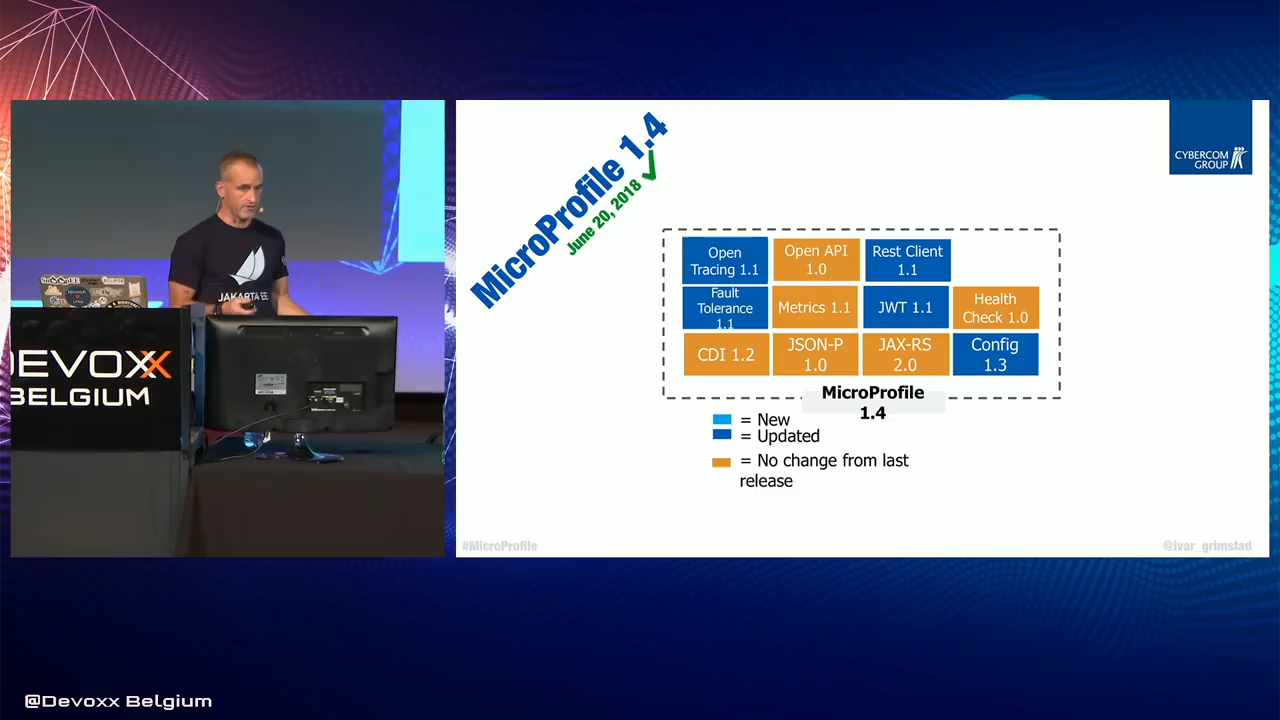 MicroProfile 1.4
June 20, 2018
CYBERCOM
GROUP
Open
Tracing 1.1
Open API
1.0
Rest Client
1.1
Fault
Tolerance
1.1
Metrics 1.1
JWT 1.1
Health
Check 1.0
CDI 1.2
JSON-P
1.0
JAX-RS
2.0
Config
1.3
MicroProfile
1.4
= New
= Updated
= No change from last
release
#MicroProfile
@ivar_grimstad
JAKARTA EE
DEVOXX
BELGIUM
@Devoxx Belgium